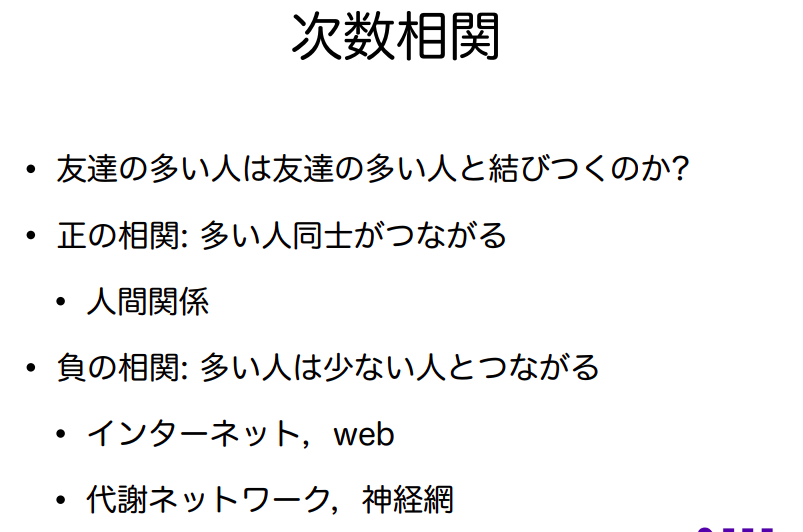 次数相関
• 友達の多い人は友達の多い人と結びつくのか?
• 正の相関: 多い人同士がつながる
• 人間関係
• 負の相関: 多い人は少ない人とつながる
• インターネット，web
• 代謝ネットワーク，神経網